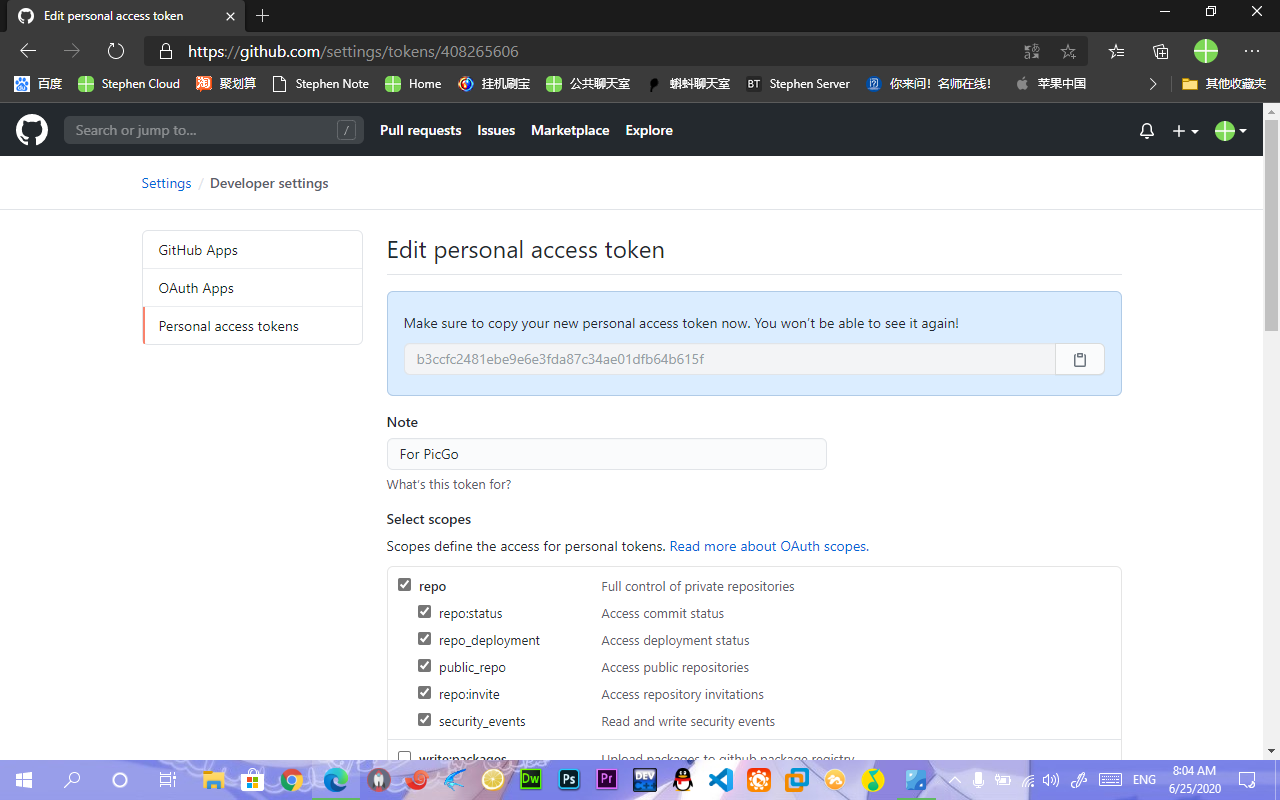 Edit personal access token
https://github.com/settings/tokens/408265606
百度
Stephen Cloud
聚划算
Stephen Note
Home
挂机刷宝
公共聊天室
蝌蚪聊天室
BT
Stephen Server
你来问！名师在线！
苹果中国
其他收藏夹
Search or jump to...
/
Pull requests
Issues
Marketplace
Explore
Settings / Developer settings
GitHub Apps
OAuth Apps
Personal access tokens
Edit personal access token
Make sure to copy your new personal access token now. You won't be able to see it again!
b3ccfc2481ebe9e6e3fda87c34ae01dfb64b615f
Note
For PicGo
What's this token for?
Select scopes
Scopes define the access for personal tokens. Read more about OAuth scopes.
repo Full control of private repositories
repo:status Access commit status
repo_deployment Access deployment status
public_repo Access public repositories
repo:invite Access repository invitations
security_events Read and write security events
write:packages Upload packages to github package registry
Dw
Ps
Pr
DEV
ENG
8:04 AM
6/25/2020